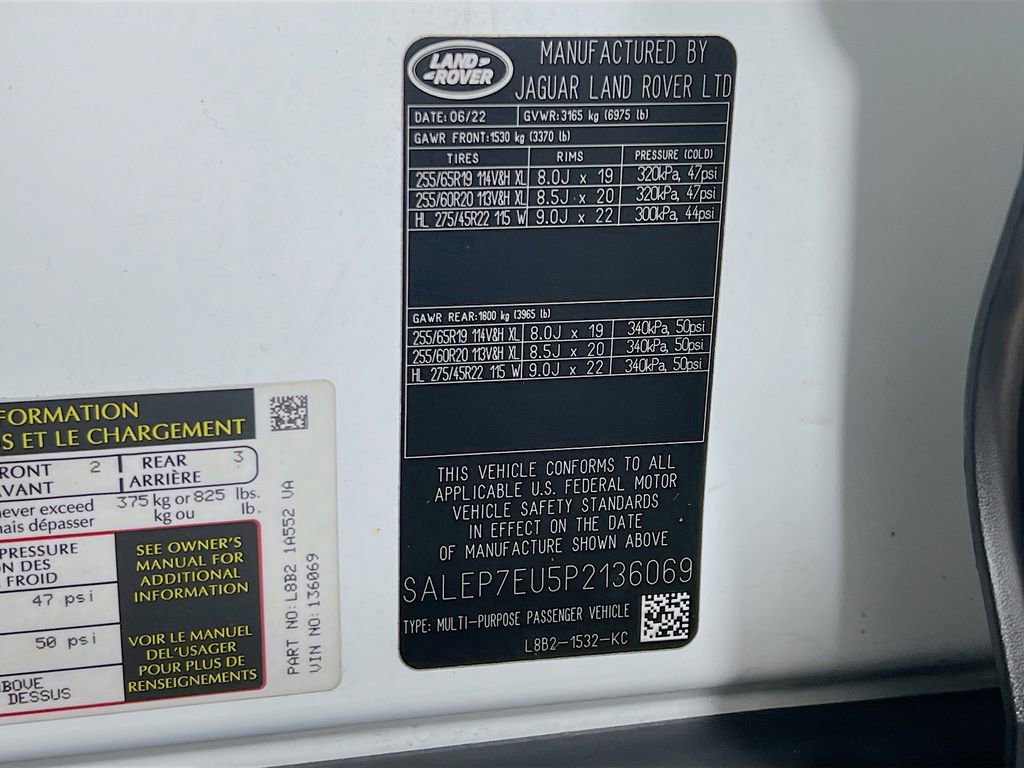 LAND ROVER
MANUFACTURED BY
JAGUAR LAND ROVER LTD
DATE: 06/22 GVWR: 3165 kg (6975 lb)
GAWR FRONT: 1530 kg (3370 lb)
TIRES RIMS PRESSURE (COLD)
255/65R19 114V&H XL 8.0J x 19 320kPa, 47psi
255/60R20 113V&H XL 8.5J x 20 320kPa, 47psi
HL 275/45R22 115 W 9.0J x 22 300kPa, 44psi
GAWR REAR: 1800 kg (3965 lb)
255/65R19 114V&H XL 8.0J x 19 340kPa, 50psi
255/60R20 113V&H XL 8.5J x 20 340kPa, 50psi
HL 275/45R22 115 W 9.0J x 22 340kPa, 50psi
THIS VEHICLE CONFORMS TO ALL
APPLICABLE U.S. FEDERAL MOTOR
VEHICLE SAFETY STANDARDS
IN EFFECT ON THE DATE
OF MANUFACTURE SHOWN ABOVE
SALEP7EU5P2136069
TYPE: MULTI-PURPOSE PASSENGER VEHICLE
L8B2-1532-KC
FORMATION
S ET LE CHARGEMENT
RONT 2 REAR 3
VANT ARRIÈRE
never exceed 375 kg or 825 lbs.
mais dépasser kg ou lb.
PRESSURE
ON DES
FROID
47 psi
50 psi
BOVE
DESSUS
SEE OWNER'S
MANUAL FOR
ADDITIONAL
INFORMATION
VOIR LE MANUEL
DEL'USAGER
POUR PLUS DE
RENSEIGNEMENTS
PART NO: L8B2 1A552 VA
VIN NO: 136069